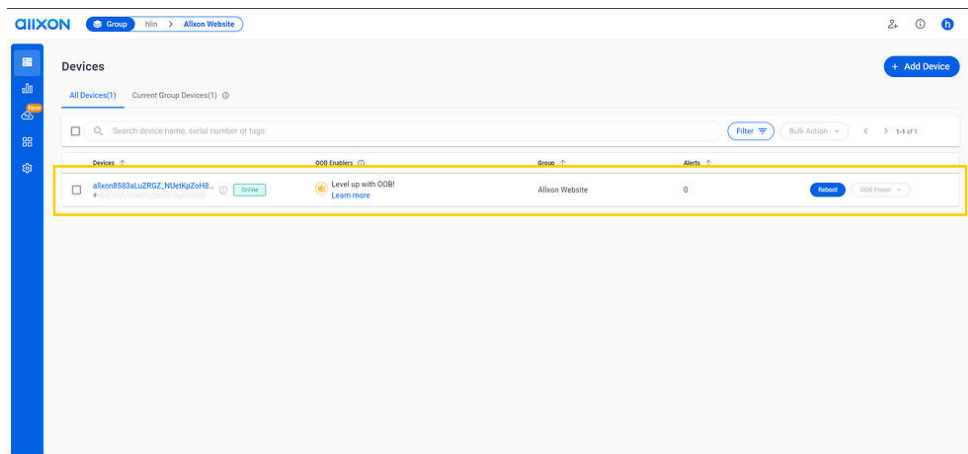 allxon
Group hlin > Allxon Website
h
Devices
+ Add Device
All Devices(1) Current Group Devices(1)
New
Search device name, serial number or tags
Filter Bulk Action < > 1-1 of 1
Devices ↑ OOB Enablers Group ↑ Alerts ↑
allxon8583aLuZRGZ_NUetKpZoH8... Online Level up with OOB! Allxon Website 0 Reboot OOB Power
# Learn more